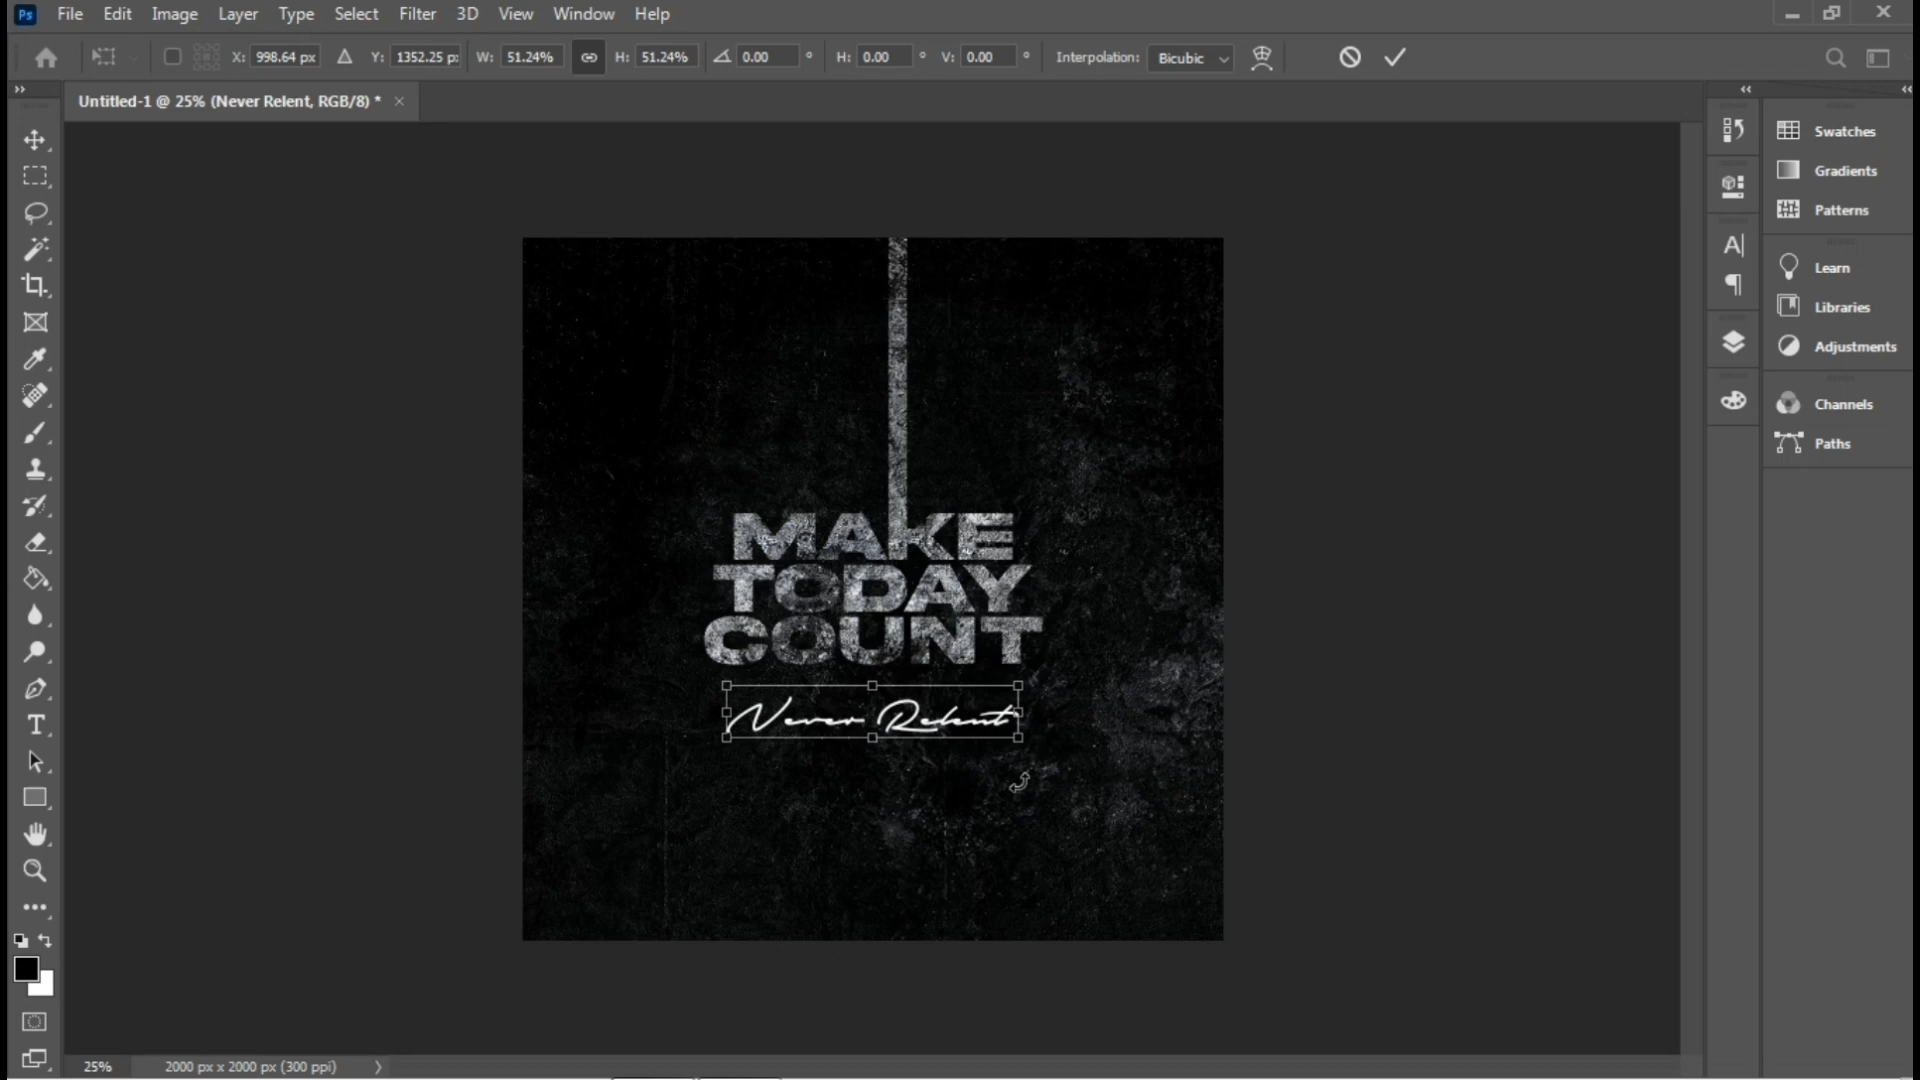 Ps File Edit Image Layer Type Select Filter 3D View Window Help
X: 998.64 px Y: 1352.25 p: W: 51.24% H: 51.24% 0.00 ° H: 0.00 ° V: 0.00 ° Interpolation: Bicubic
Untitled-1 @ 25% (Never Relent, RGB/8) *
Swatches
Gradients
Patterns
Learn
Libraries
Adjustments
Channels
Paths
MAKE
TODAY
COUNT
Never Relent
25% 2000 px x 2000 px (300 ppi)